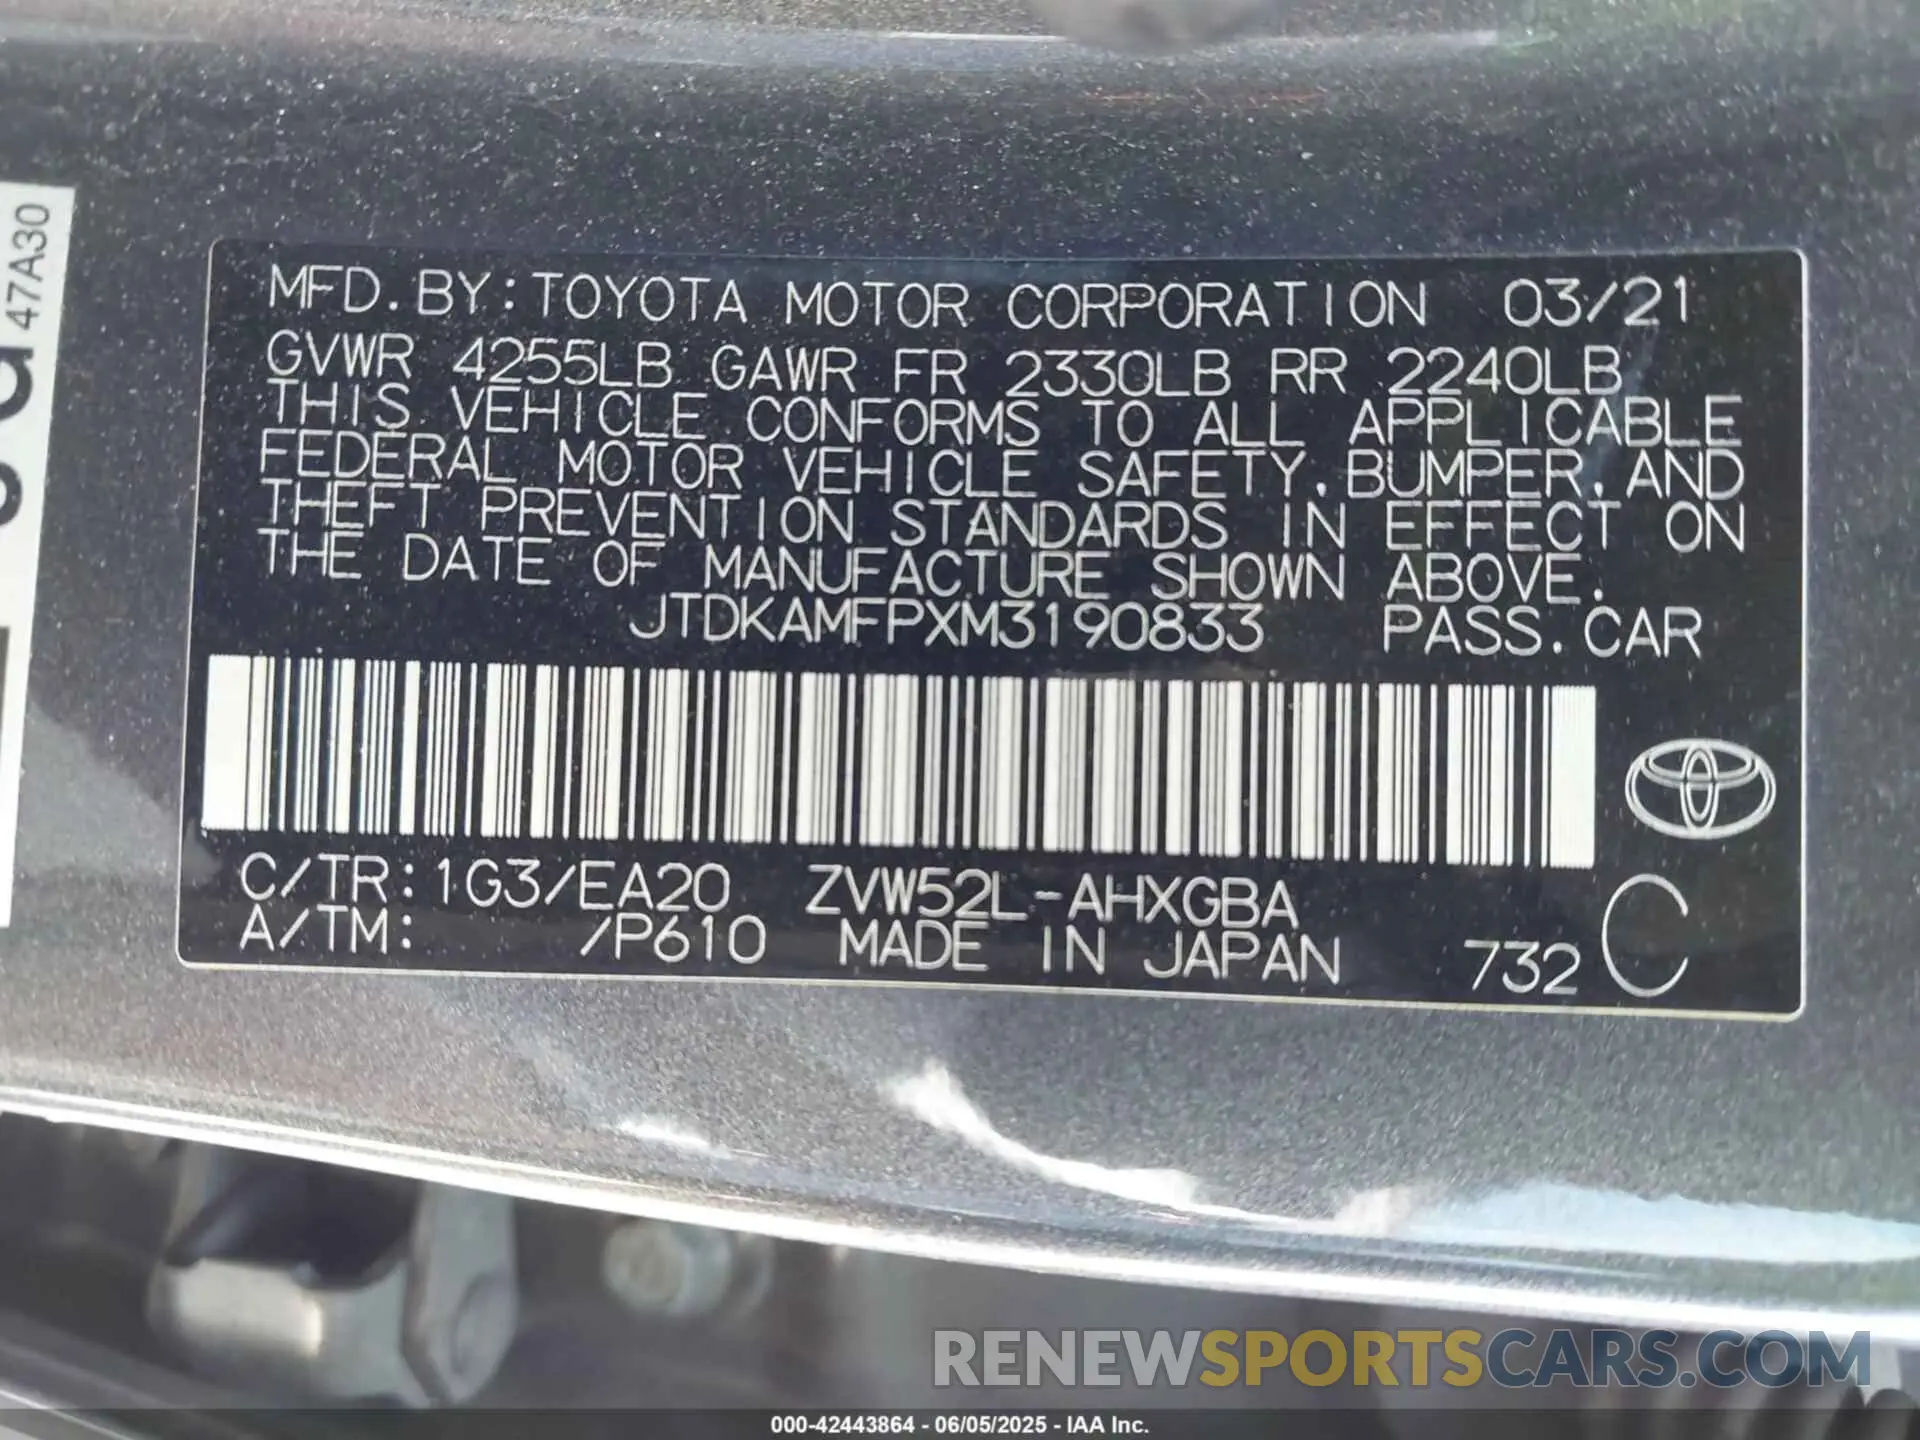 47A30
MFD. BY: TOYOTA MOTOR CORPORATION 03/21
GVWR 4255LB GAWR FR 2330LB RR 2240LB
THIS VEHICLE CONFORMS TO ALL APPLICABLE
FEDERAL MOTOR VEHICLE SAFETY, BUMPER, AND
THEFT PREVENTION STANDARDS IN EFFECT ON
THE DATE OF MANUFACTURE SHOWN ABOVE.
JTDKAMFPXM3190833 PASS. CAR
C/TR: 1G3/EA20 ZVW52L-AHXGBA
A/TM: /P610 MADE IN JAPAN 732 C
RENEWSPORTSCARS.COM
000-42443864 - 06/05/2025 - IAA Inc.